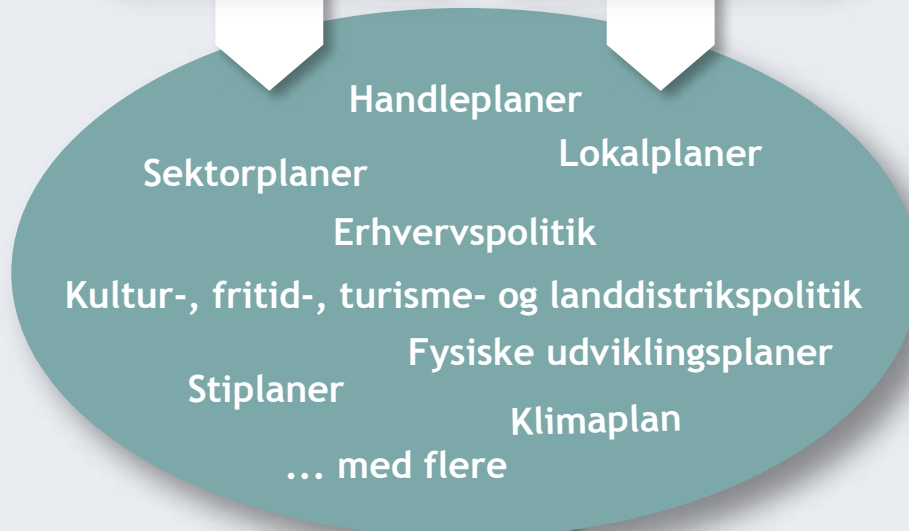 Handleplaner
Lokalplaner
Sektorplaner
Erhvervspolitik
Kultur-, fritid-, turisme- og landdistrikspolitik
Fysiske udviklingsplaner
Stiplaner
Klimaplan
... med flere